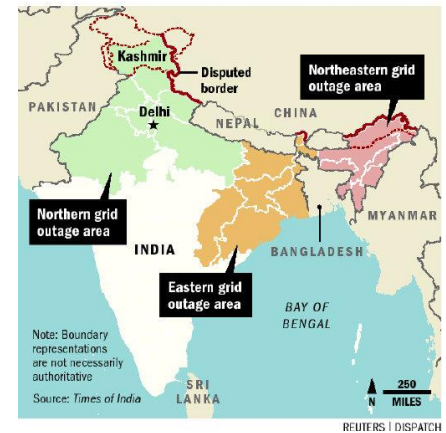 Kashmir
Disputed
border
Northeastern grid
outage area
PAKISTAN
Delhi
NEPAL
CHINA
Northern grid
outage area
INDIA
MYANMAR
BANGLADESH
Eastern grid
outage area
BAY OF
BENGAL
Note: Boundary
representations
are not necessarily
authoritative
Source: Times of India
SRI
LANKA
N
250
MILES
REUTERS | DISPATCH